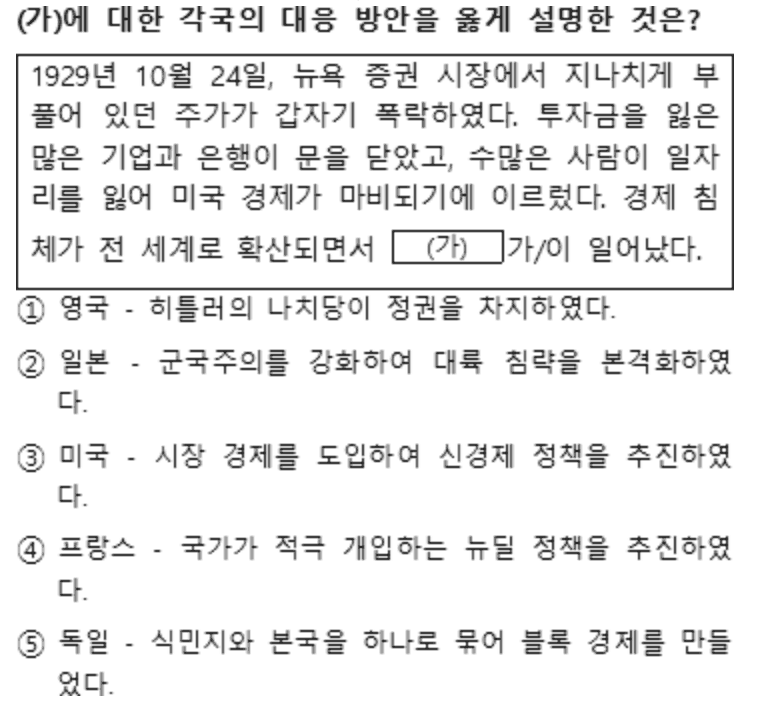 (가)에 대한 각국의 대응 방안을 옳게 설명한 것은?
1929년 10월 24일, 뉴욕 증권 시장에서 지나치게 부
풀어 있던 주가가 갑자기 폭락하였다. 투자금을 잃은
많은 기업과 은행이 문을 닫았고, 수많은 사람이 일자
리를 잃어 미국 경제가 마비되기에 이르렀다. 경제 침
체가 전 세계로 확산되면서 (가) 가/이 일어났다.
① 영국 - 히틀러의 나치당이 정권을 차지하였다.
② 일본 - 군국주의를 강화하여 대륙 침략을 본격화하였
다.
③ 미국 - 시장 경제를 도입하여 신경제 정책을 추진하였
다.
④ 프랑스 - 국가가 적극 개입하는 뉴딜 정책을 추진하였
다.
⑤ 독일 - 식민지와 본국을 하나로 묶어 블록 경제를 만들
었다.